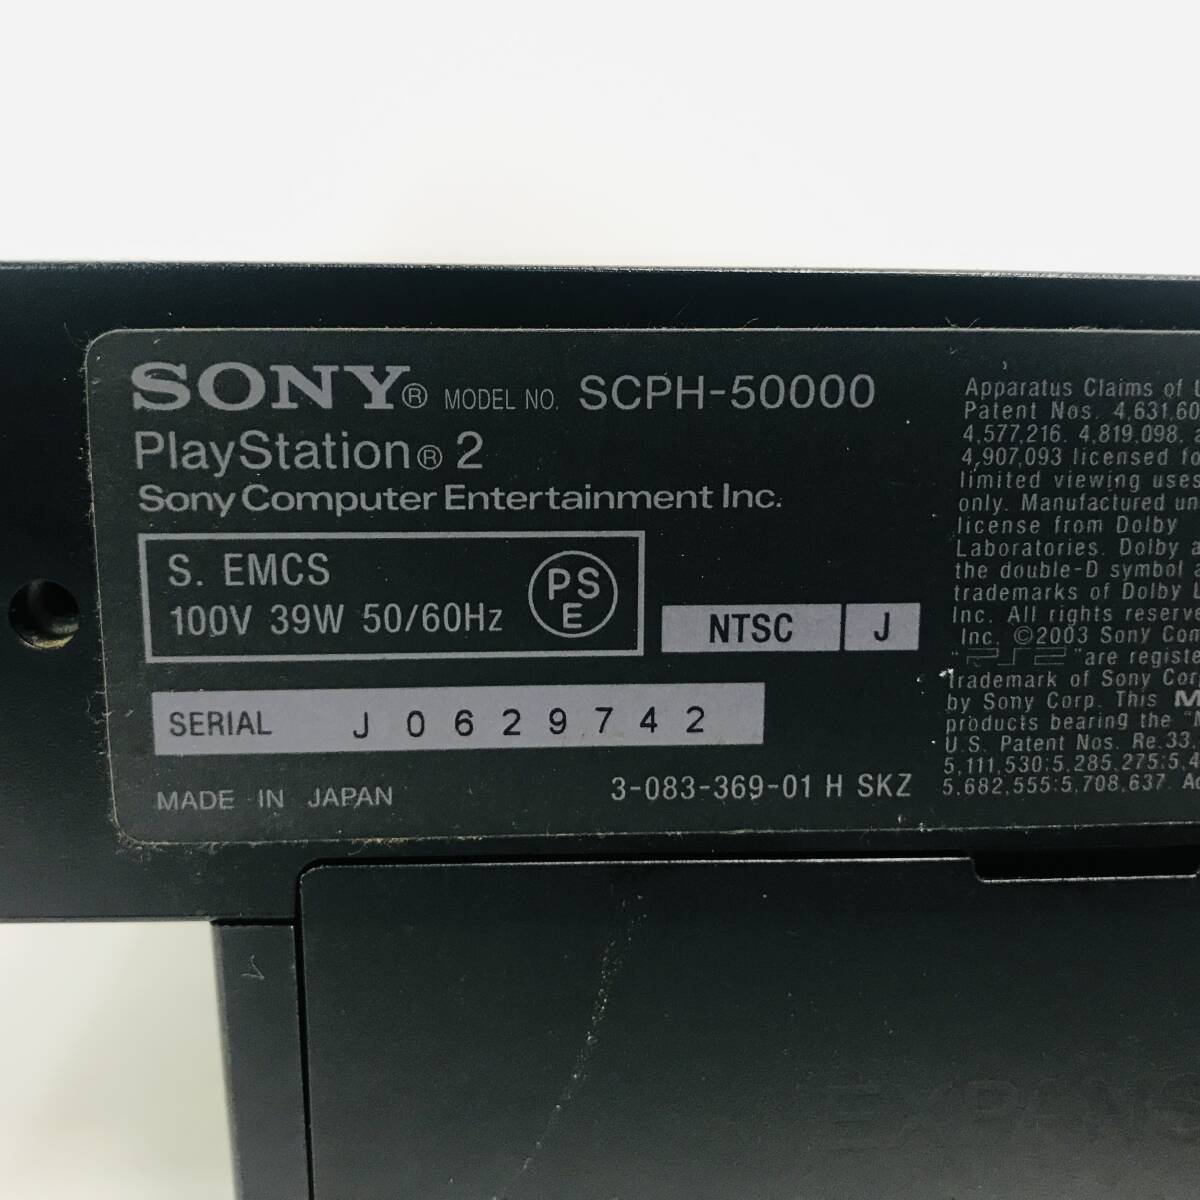 SONY® MODEL NO. SCPH-50000
PlayStation® 2
Sony Computer Entertainment Inc.
S. EMCS
100V 39W 50/60Hz
PSE
NTSC J
SERIAL J0629742
MADE IN JAPAN
3-083-369-01 H SKZ
Apparatus Claims of
Patent Nos. 4,631,60
4,577,216. 4,819,098,
4,907,093 licensed fo
limited viewing uses
only. Manufactured un
license from Dolby
Laboratories. Dolby a
the double-D symbol a
trademarks of Dolby L
Inc. All rights reserve
Inc. ©2003 Sony Com
"PS2" are registe
trademark of Sony Cor
by Sony Corp. This M
products bearing the "
U.S. Patent Nos. Re.33,
5,111,530:5,285,275:5,4
5,682,555:5,708,637. Ad
EXPANS